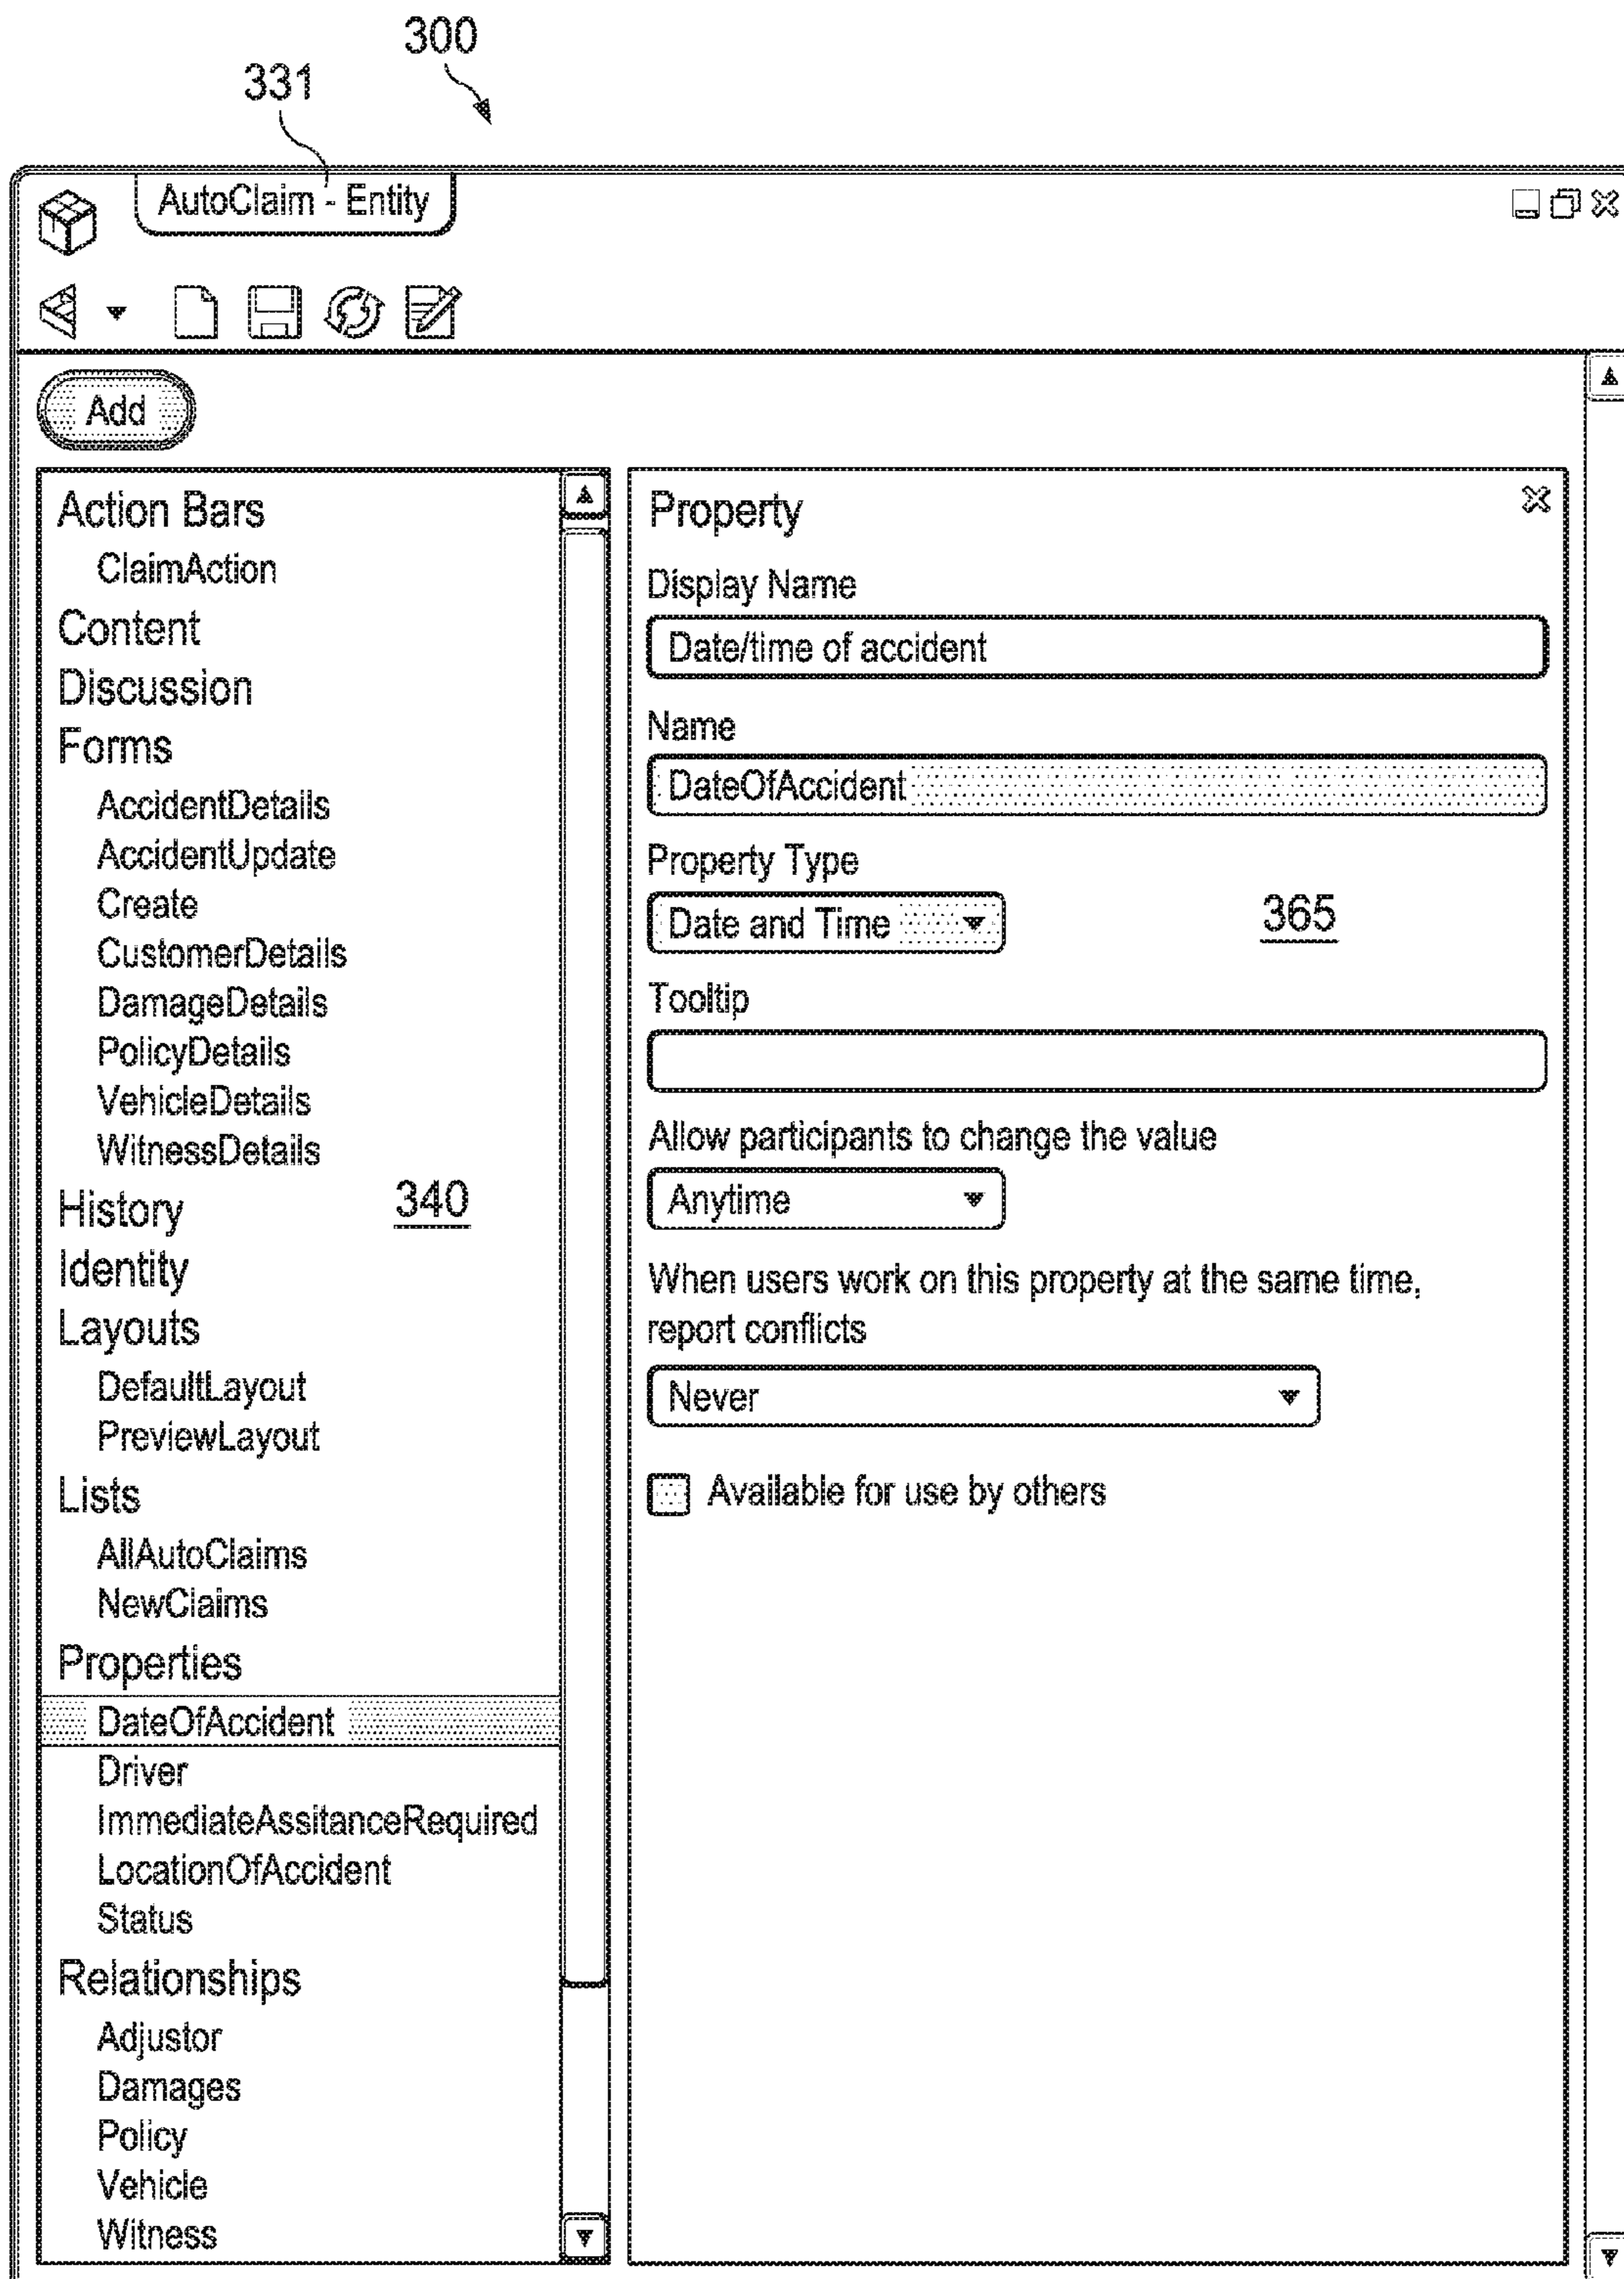 300
331
AutoClaim - Entity
Add
Action Bars
ClaimAction
Content
Discussion
Forms
AccidentDetails
AccidentUpdate
Create
CustomerDetails
DamageDetails
PolicyDetails
VehicleDetails
WitnessDetails
History
340
Identity
Layouts
DefaultLayout
PreviewLayout
Lists
AllAutoClaims
NewClaims
Properties
DateOfAccident
Driver
ImmediateAssitanceRequired
LocationOfAccident
Status
Relationships
Adjustor
Damages
Policy
Vehicle
Witness
Property
Display Name
Date/time of accident
Name
DateOfAccident
Property Type
Date and Time
365
Tooltip
Allow participants to change the value
Anytime
When users work on this property at the same time,
report conflicts
Never
Available for use by others